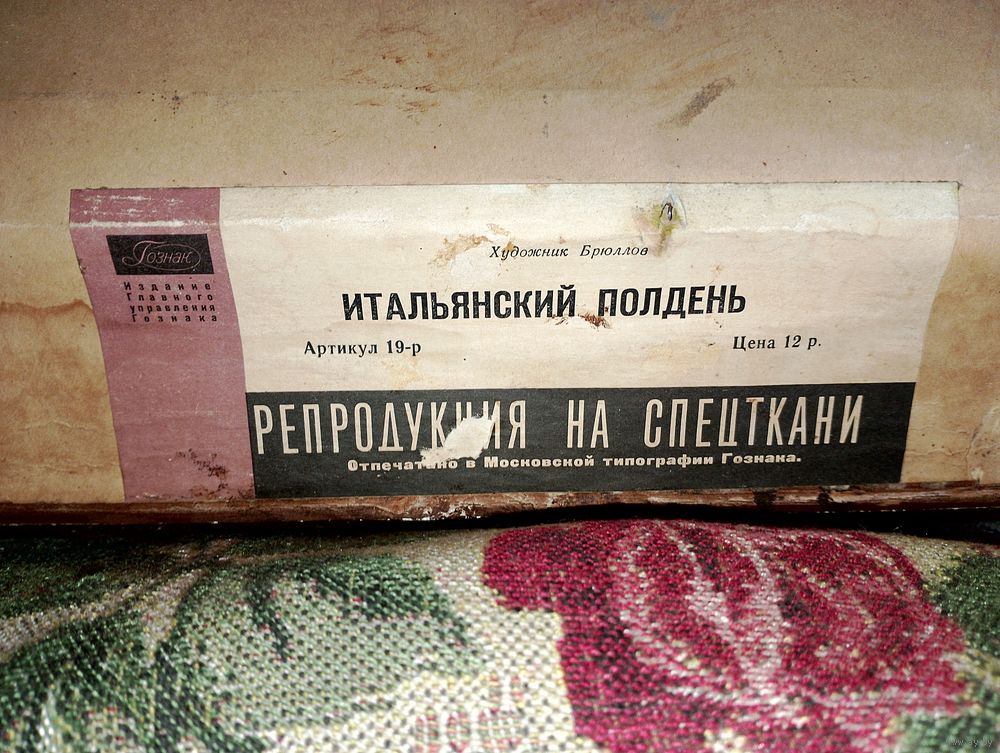 Гознак
Издание
Главного
управления
Гознака
Художник Брюллов
ИТАЛЬЯНСКИЙ ПОЛДЕНЬ
Артикул 19-р
Цена 12 р.
РЕПРОДУКЦИЯ НА СПЕЦТКАНИ
Отпечатано в Московской типографии Гознака.